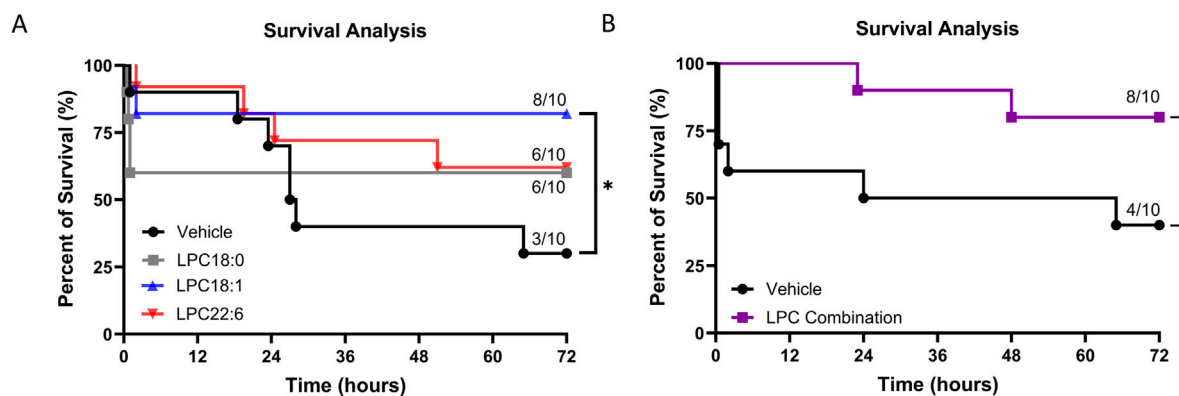 A
Survival Analysis
Percent of Survival (%)
100
75
50
25
0
8/10
6/10
6/10
3/10
*
Vehicle
LPC18:0
LPC18:1
LPC22:6
0 12 24 36 48 60 72
Time (hours)
B
Survival Analysis
Percent of Survival (%)
100
75
50
25
0
8/10
4/10
Vehicle
LPC Combination
0 12 24 36 48 60 72
Time (hours)